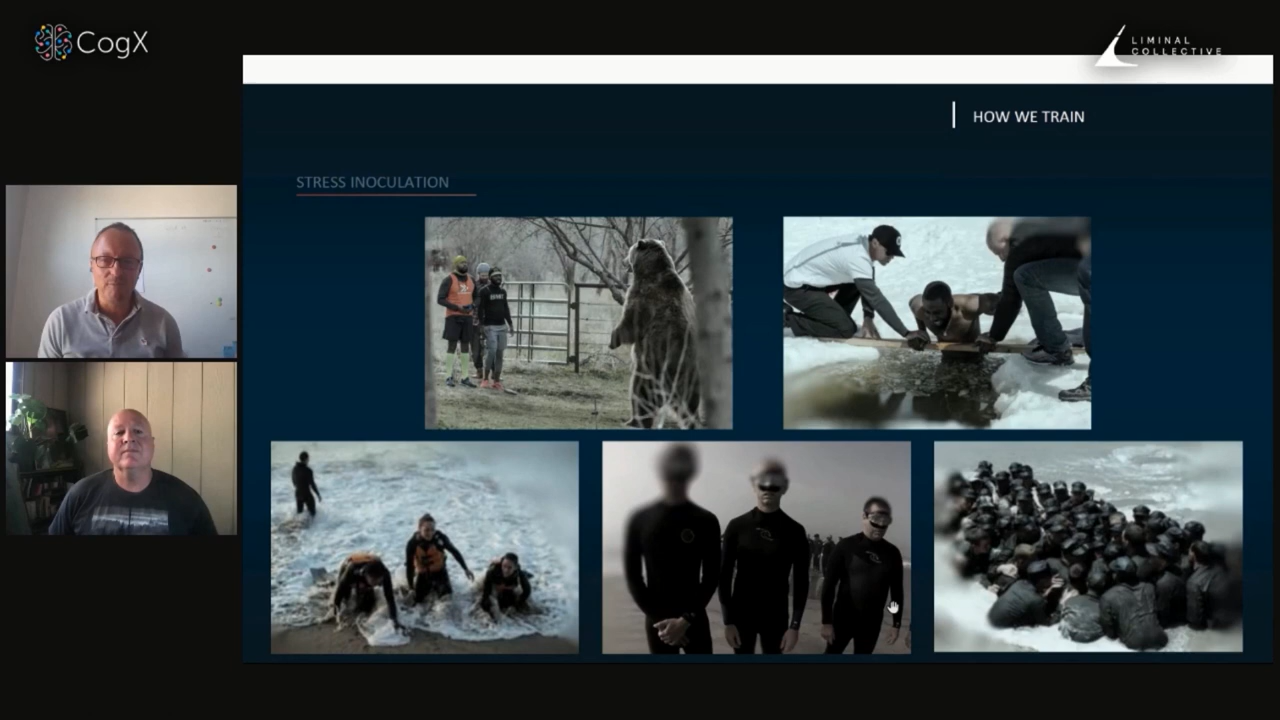 CogX
LIMINAL
COLLECTIVE
HOW WE TRAIN
STRESS INOCULATION